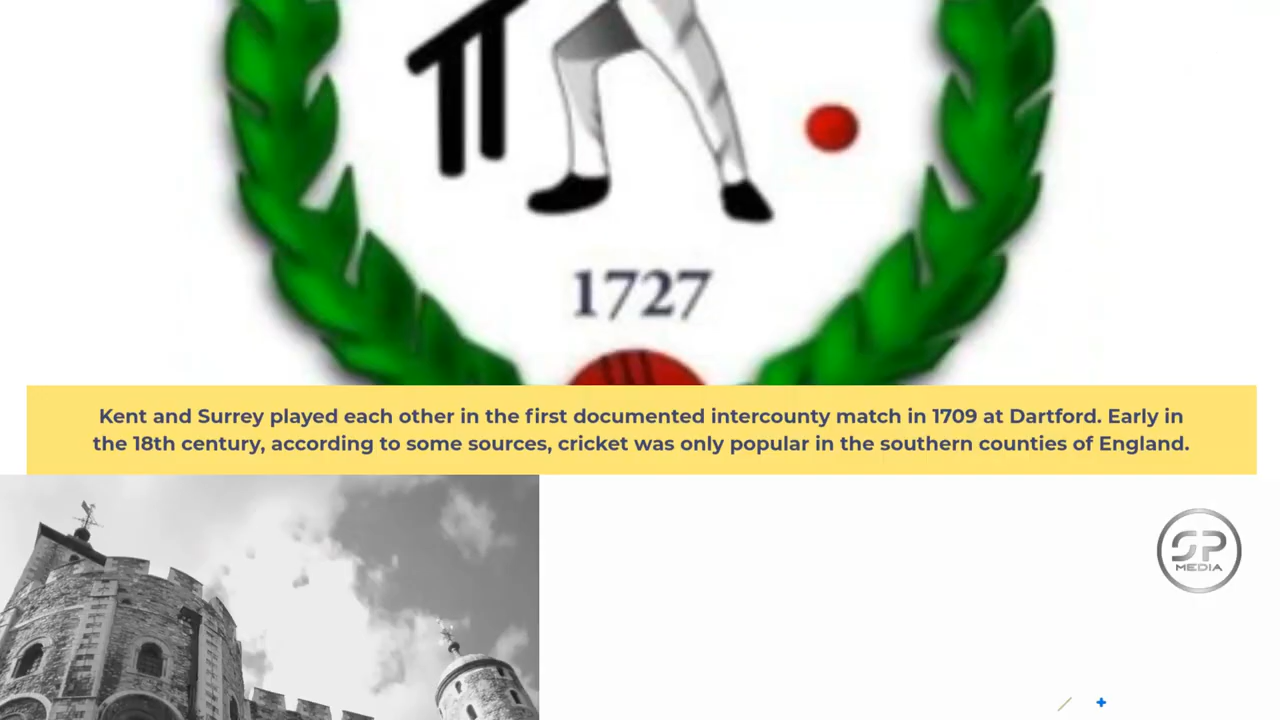 1727
Kent and Surrey played each other in the first documented intercounty match in 1709 at Dartford. Early in
the 18th century, according to some sources, cricket was only popular in the southern counties of England.
SP
MEDIA